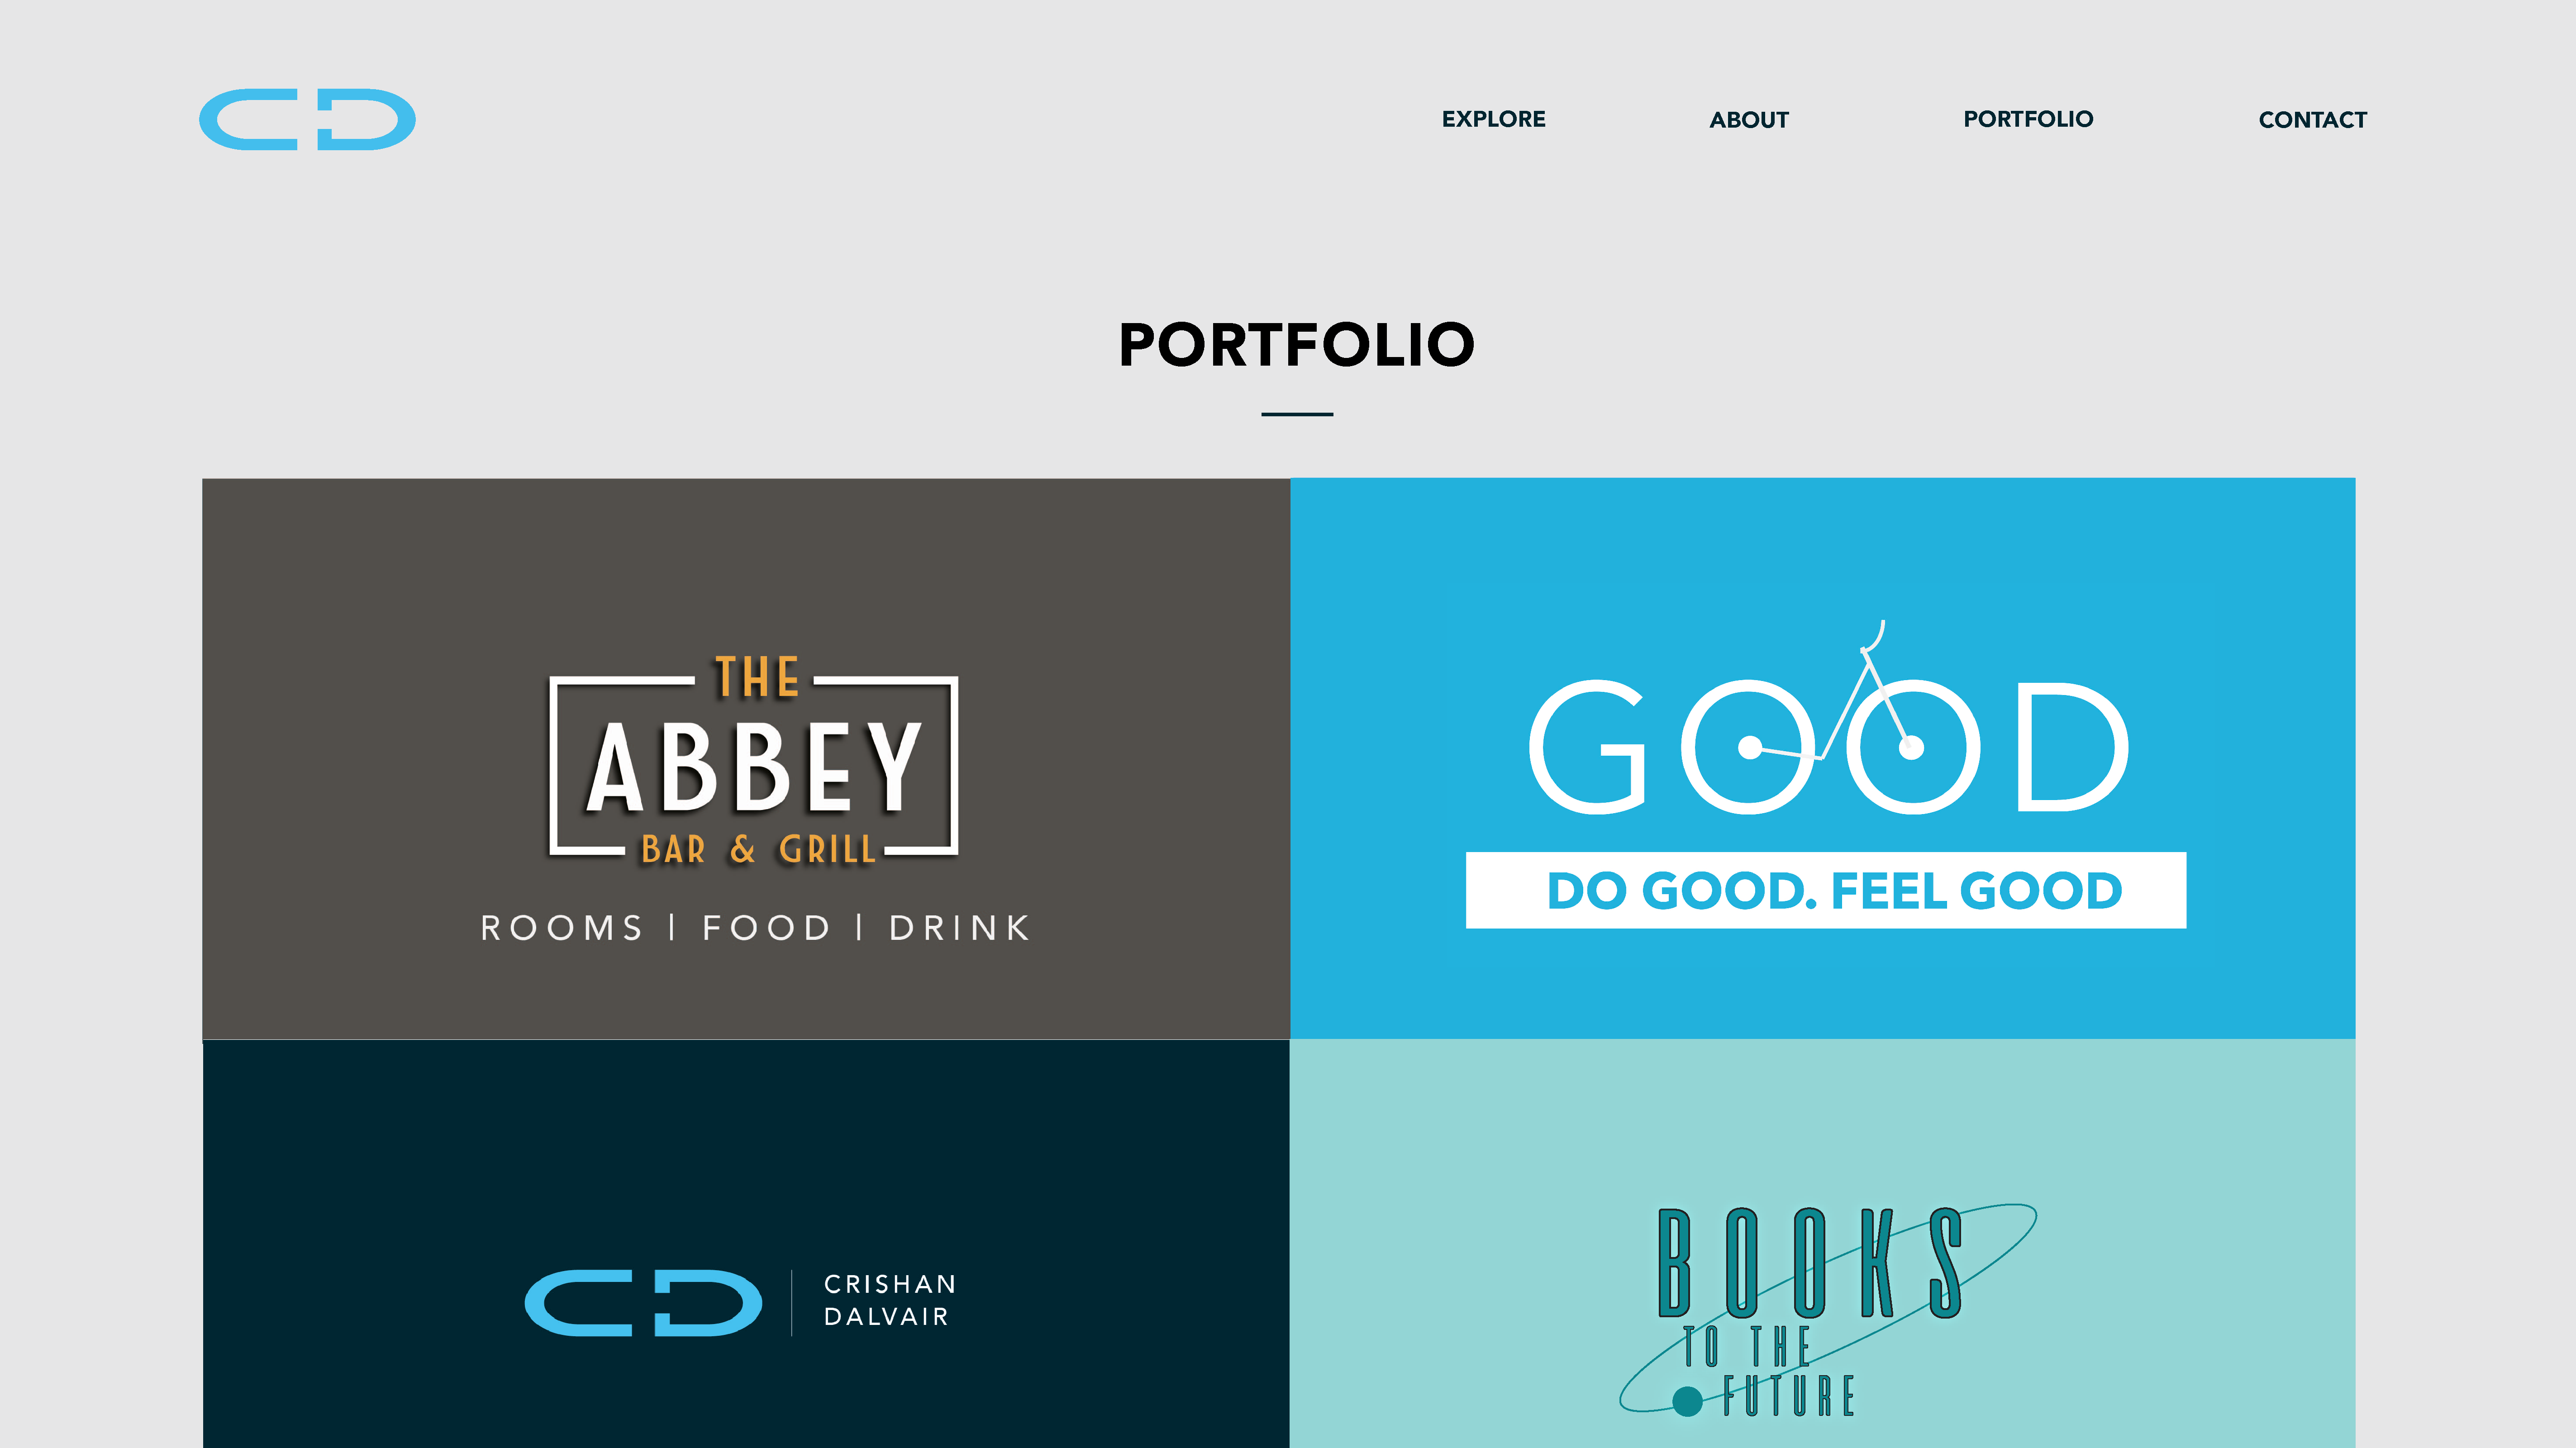 CD
EXPLORE ABOUT PORTFOLIO CONTACT
PORTFOLIO
THE
ABBEY
BAR & GRILL
ROOMS | FOOD | DRINK
GOOD
DO GOOD. FEEL GOOD
CD
CRISHAN
DALVAIR
BOOKS
TO THE
FUTURE